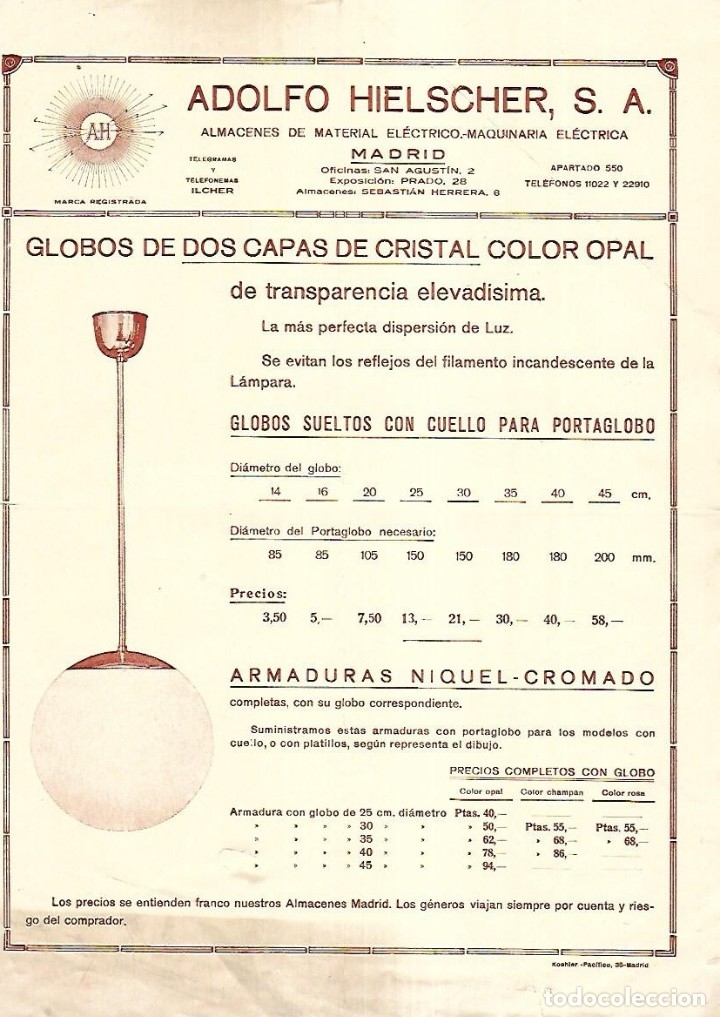 ADOLFO HIELSCHER, S. A.
ALMACENES DE MATERIAL ELÉCTRICO.-MAQUINARIA ELÉCTRICA
AH
MARCA REGISTRADA
TELEGRAMAS
Y
TELEFONEMAS
ILCHER
MADRID
Oficinas: SAN AGUSTÍN, 2
Exposición: PRADO, 28
Almacenes: SEBASTIÁN HERRERA, 6
APARTADO 550
TELÉFONOS 11022 Y 22910
GLOBOS DE DOS CAPAS DE CRISTAL COLOR OPAL
de transparencia elevadísima.
La más perfecta dispersión de Luz.
Se evitan los reflejos del filamento incandescente de la
Lámpara.
GLOBOS SUELTOS CON CUELLO PARA PORTAGLOBO
Diámetro del globo:
14 16 20 25 30 35 40 45 cm.
Diámetro del Portaglobo necesario:
85 85 105 150 150 180 180 200 mm.
Precios:
3,50 5,— 7,50 13,— 21,— 30,— 40,— 58,—
ARMADURAS NIQUEL-CROMADO
completas, con su globo correspondiente.
Suministramos estas armaduras con portaglobo para los modelos con
cuello, o con platillos, según representa el dibujo.
PRECIOS COMPLETOS CON GLOBO
Color opal Color champan Color rosa
Armadura con globo de 25 cm. diámetro Ptas. 40,—
» » » » 30 » » » 50,— Ptas. 55,— Ptas. 55,—
» » » » 35 » » » 62,— » 68,— » 68,—
» » » » 40 » » » 78,— » 86,—
» » » » 45 » » » 94,—
Los precios se entienden franco nuestros Almacenes Madrid. Los géneros viajan siempre por cuenta y ries-
go del comprador.
Koehler.-Pacífico, 35-Madrid
todocoleccion